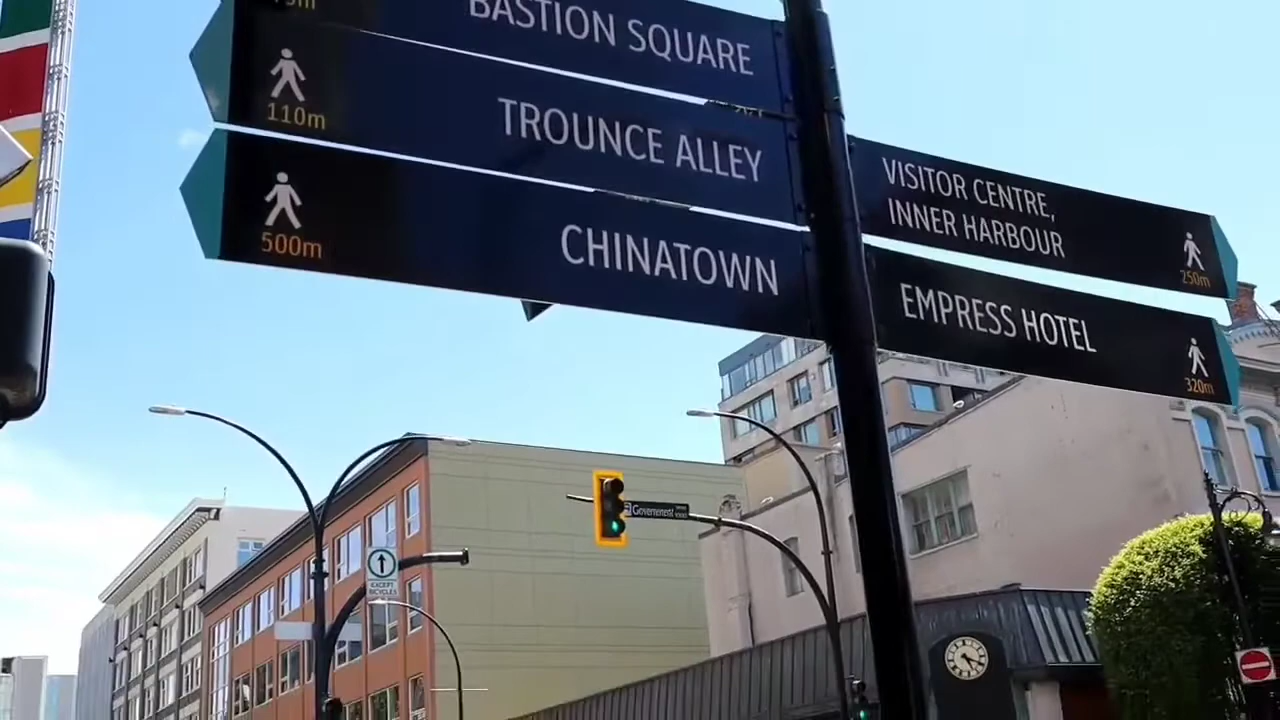 BASTION SQUARE
110m
TROUNCE ALLEY
500m
CHINATOWN
VISITOR CENTRE,
INNER HARBOUR
250m
EMPRESS HOTEL
320m
Government
EXCEPT
BICYCLES